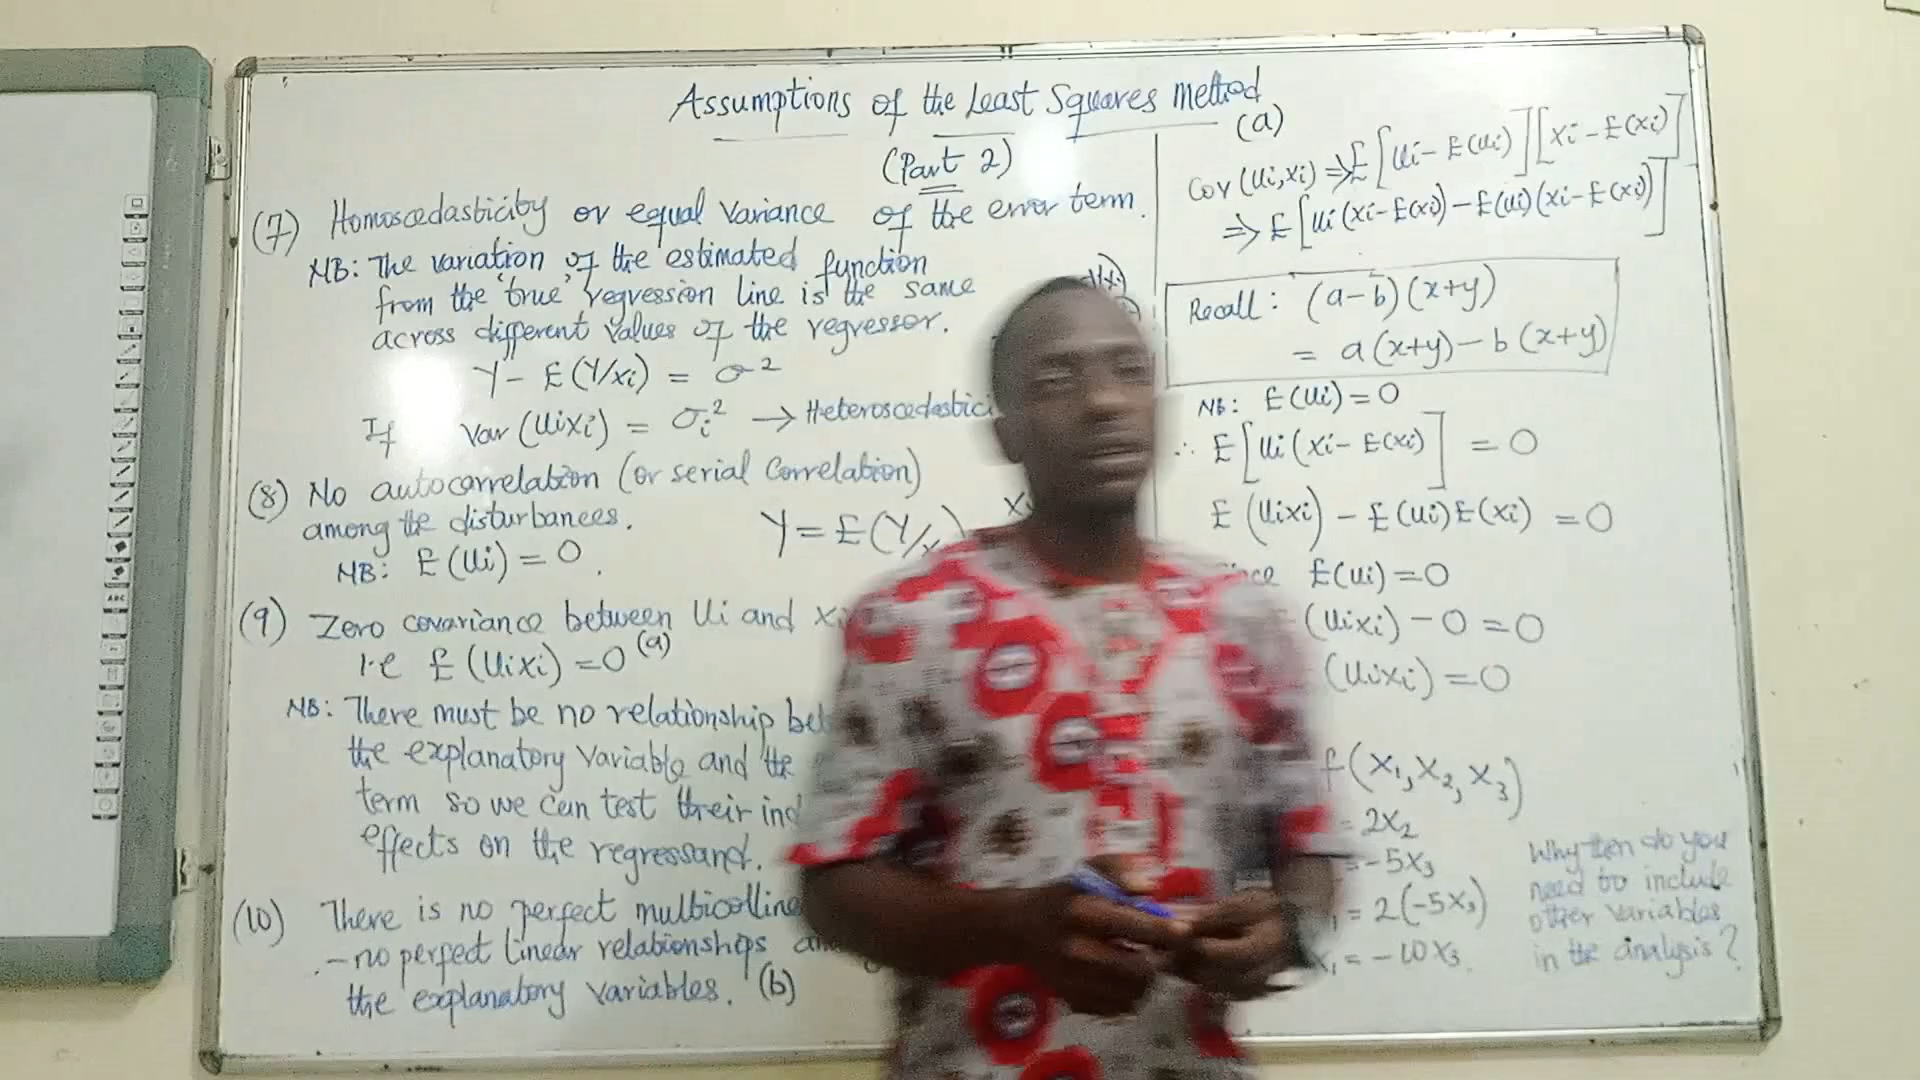 Assumptions of the Least Squares method
(Part 2)
(7) Homoscedasticity or equal variance of the error term.
NB: The variation of the estimated function
from the 'true' regression line is the same
across different values of the regressor.
Y - E(Y/xi) = σ²
If Var (Uixi) = σi² → Heteroscedastici
(8) No autocorrelation (or serial Correlation)
among the disturbances.
NB: E(Ui) = 0.
Y = E(Y/x
(9) Zero covariance between Ui and xi
i.e E(Uixi) = 0 (a)
NB: There must be no relationship bet
the explanatory variable and the
term so we can test their ind
effects on the regressand.
(10) There is no perfect multicolline
- no perfect linear relationships
the explanatory variables. (b)
(a)
Cov (Ui,xi) => E[Ui - E(Ui)][Xi - E(Xi)]
=> E[Ui(Xi - E(Xi) - E(Ui)(Xi - E(Xi)]
Recall: (a-b)(x+y)
= a(x+y) - b(x+y)
NB: E(Ui) = 0
∴ E[Ui(Xi - E(Xi)] = 0
E(Uixi) - E(Ui)E(xi) = 0
E(Ui) = 0
(Uixi) - 0 = 0
(Uixi) = 0
f(X1, X2, X3)
= 2X2
= -5X3
1 = 2(-5X3)
X1 = -10X3.
Why then do you
need to include
other variables
in the analysis?
ABC